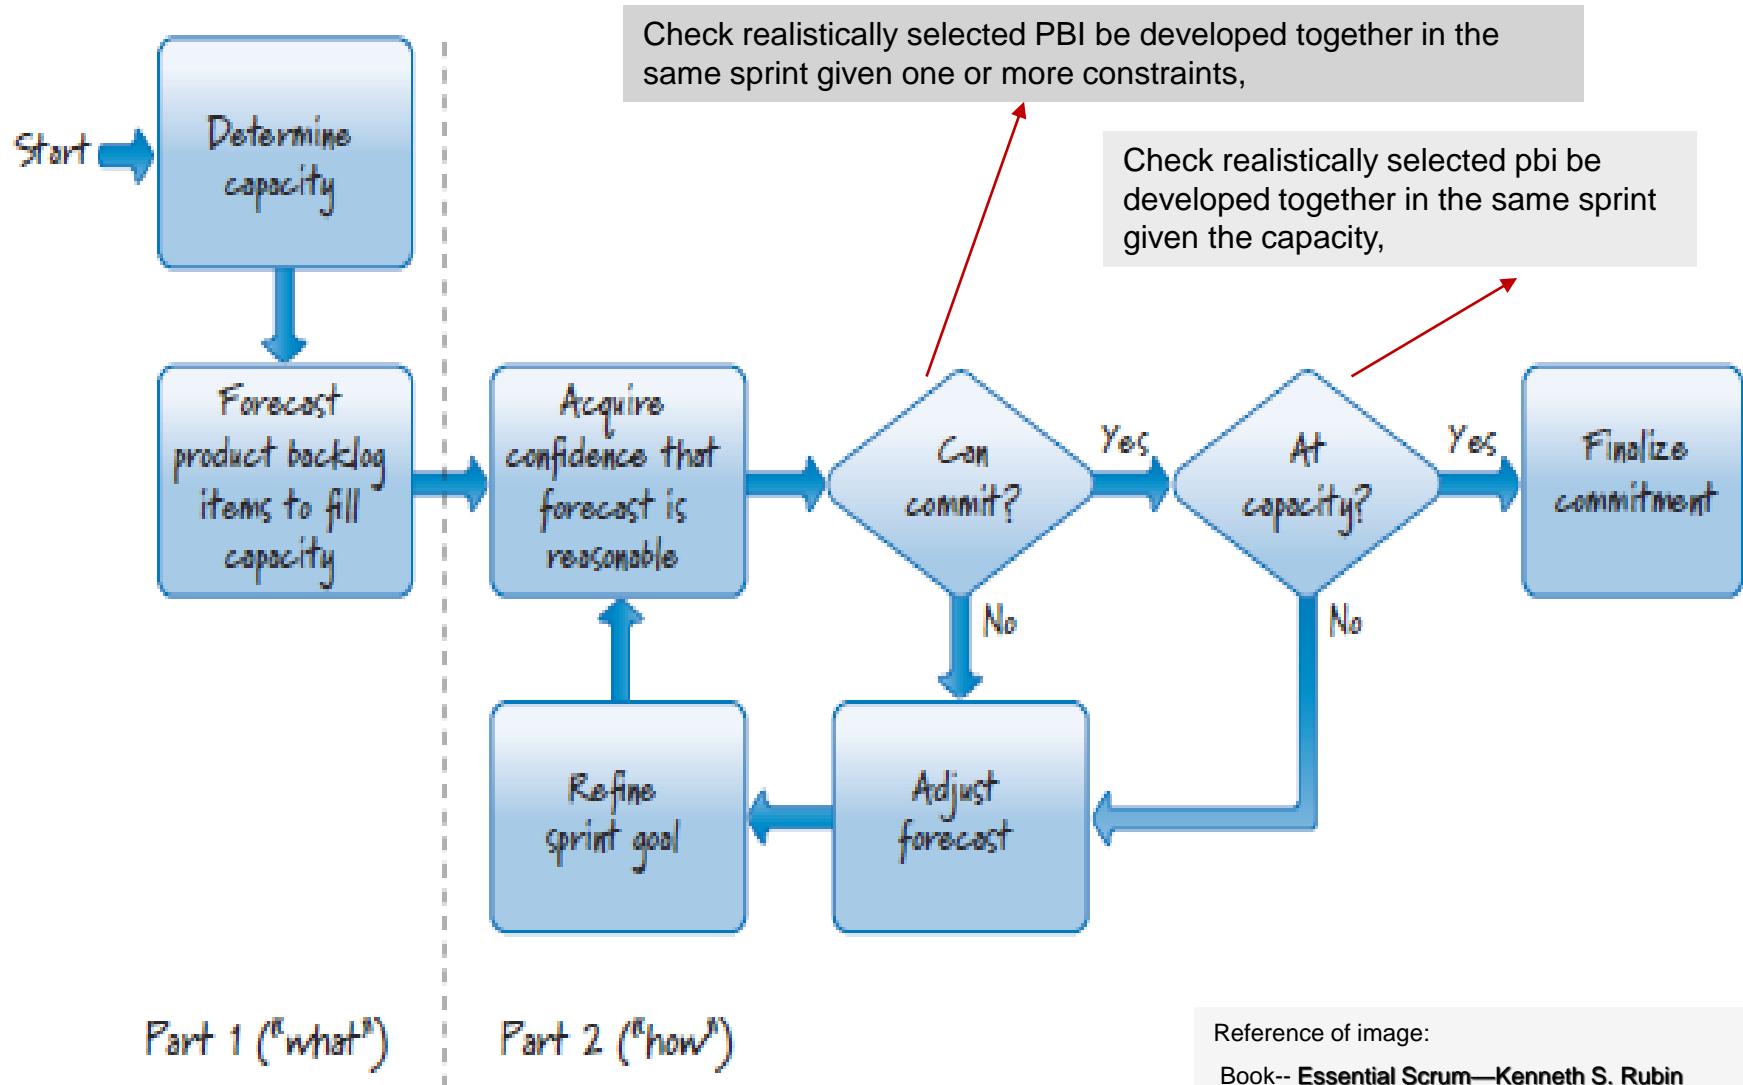 Check realistically selected PBI be developed together in the
same sprint given one or more constraints,
Check realistically selected pbi be
developed together in the same sprint
given the capacity,
Start
Determine
capacity
Forecast
product backlog
items to fill
capacity
Acquire
confidence that
forecast is
reasonable
Can
commit?
Yes
At
capacity?
Yes
Finalize
commitment
No
No
Refine
sprint goal
Adjust
forecast
Part 1 ("what")
Part 2 ("how")
Reference of image:
Book-- Essential Scrum—Kenneth S. Rubin